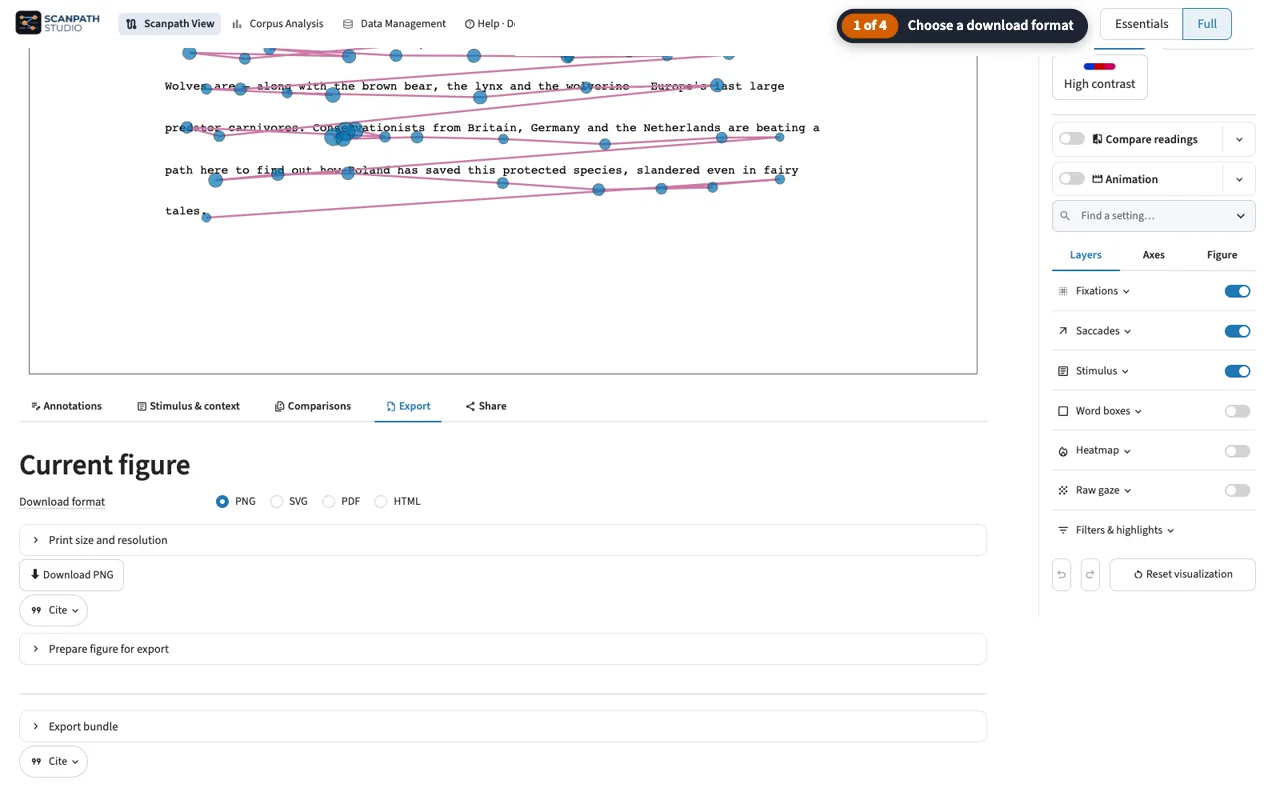 SCANPATH
STUDIO
Scanpath View
Corpus Analysis
Data Management
Help ·
1 of 4 Choose a download format
Essentials
Full
Wolves are – along with the brown bear, the lynx and the wolverine – Europe's last large
predator carnivores. Conservationists from Britain, Germany and the Netherlands are beating a
path here to find out how Poland has saved this protected species, slandered even in fairy
tales.
High contrast
Compare readings
Animation
Find a setting…
Layers
Axes
Figure
Fixations
Saccades
Stimulus
Word boxes
Heatmap
Raw gaze
Filters & highlights
Reset visualization
Annotations
Stimulus & context
Comparisons
Export
Share
Current figure
Download format
PNG
SVG
PDF
HTML
Print size and resolution
Download PNG
Cite
Prepare figure for export
Export bundle
Cite